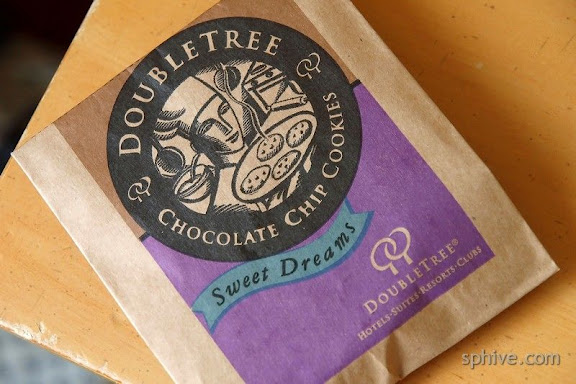 DOUBLETREE
CHOCOLATE CHIP COOKIES
Sweet Dreams
DOUBLETREE®
HOTELS·SUITES·RESORTS·CLUBS
sphive.com